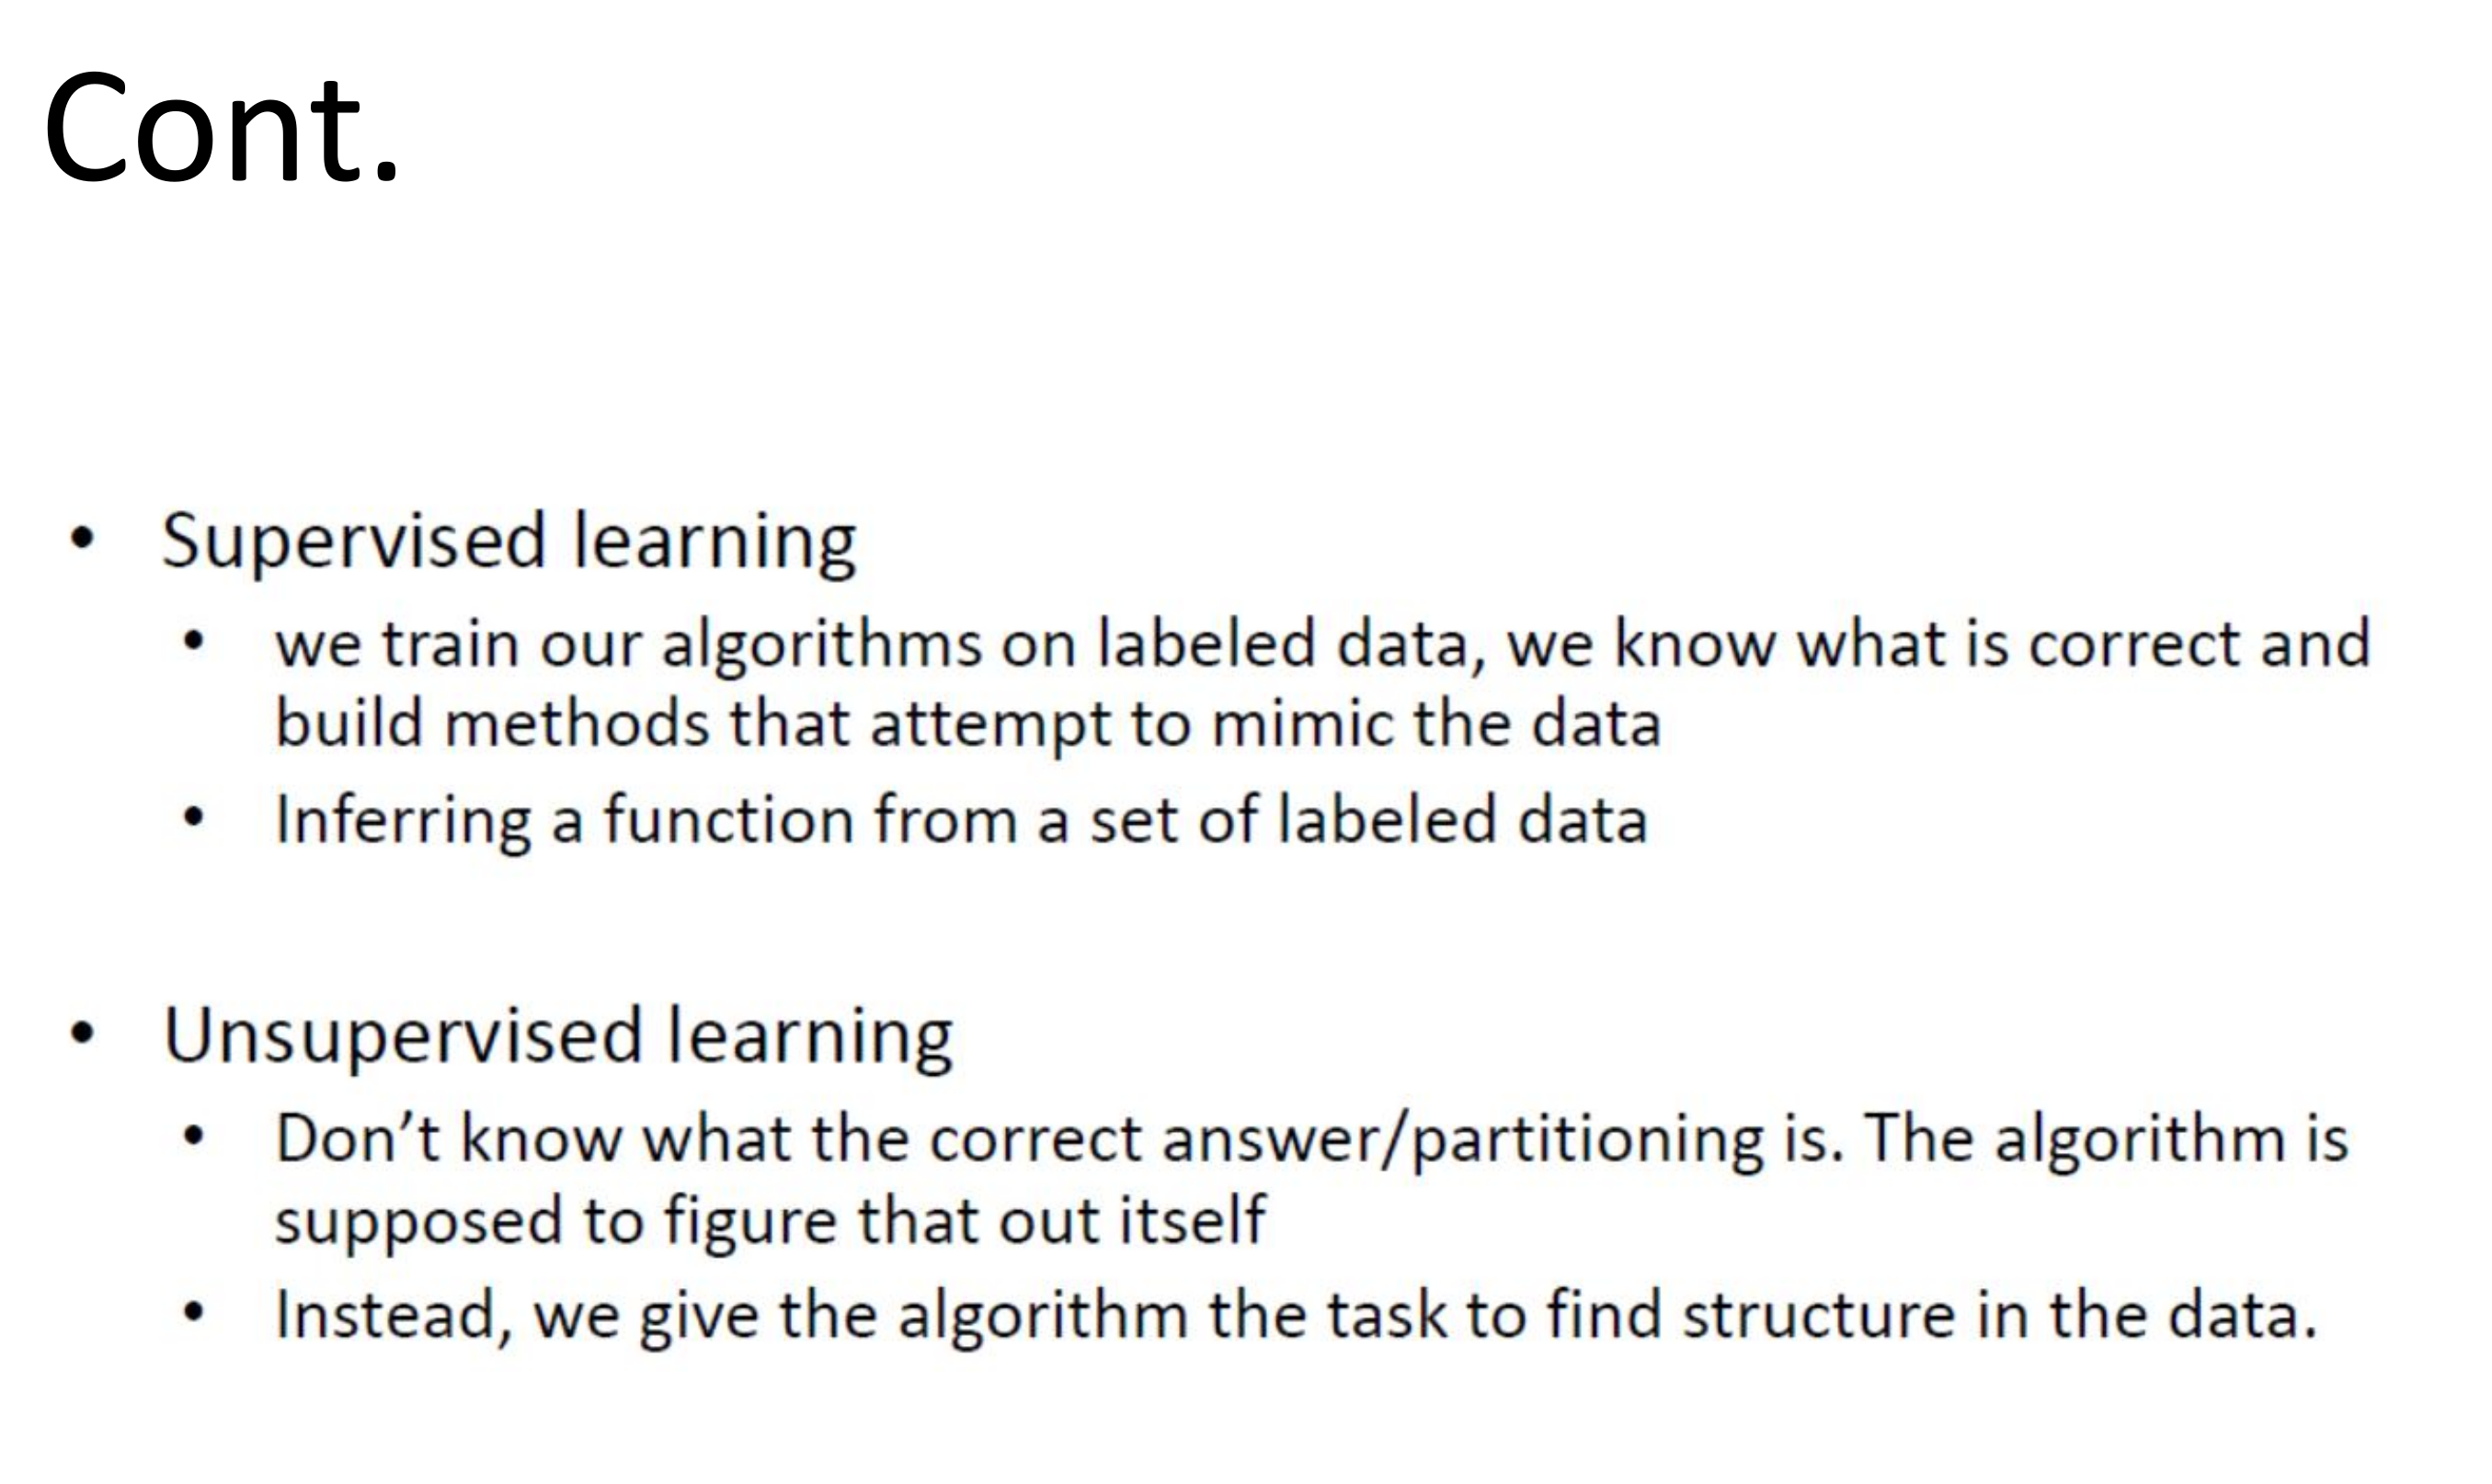 Cont.
• Supervised learning
• we train our algorithms on labeled data, we know what is correct and
build methods that attempt to mimic the data
• Inferring a function from a set of labeled data
• Unsupervised learning
• Don’t know what the correct answer/partitioning is. The algorithm is
supposed to figure that out itself
• Instead, we give the algorithm the task to find structure in the data.